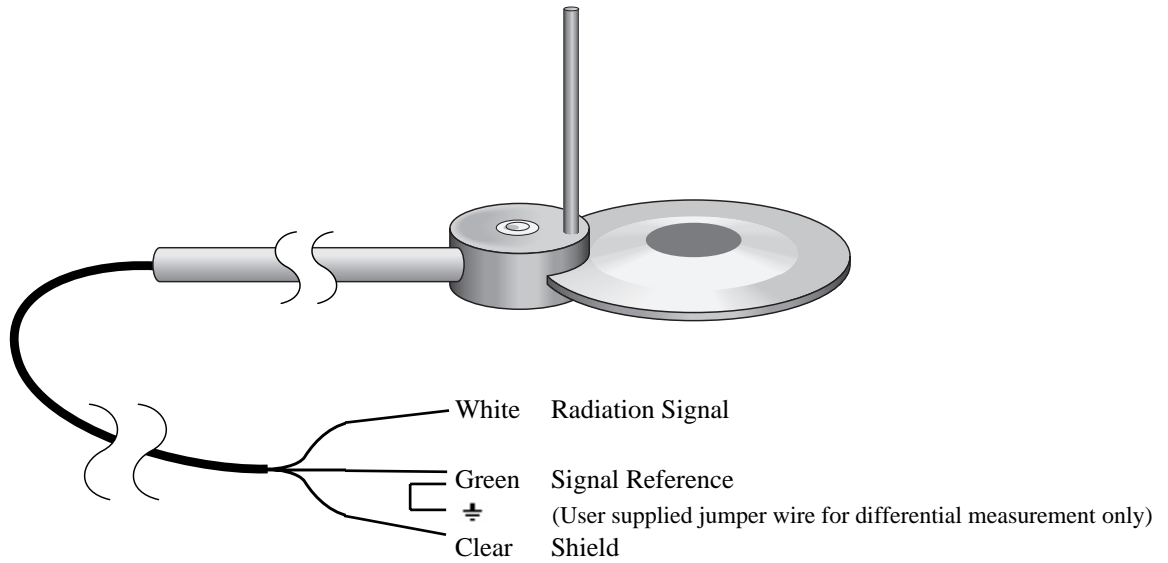 White Radiation Signal
Green Signal Reference
(User supplied jumper wire for differential measurement only)
Clear Shield